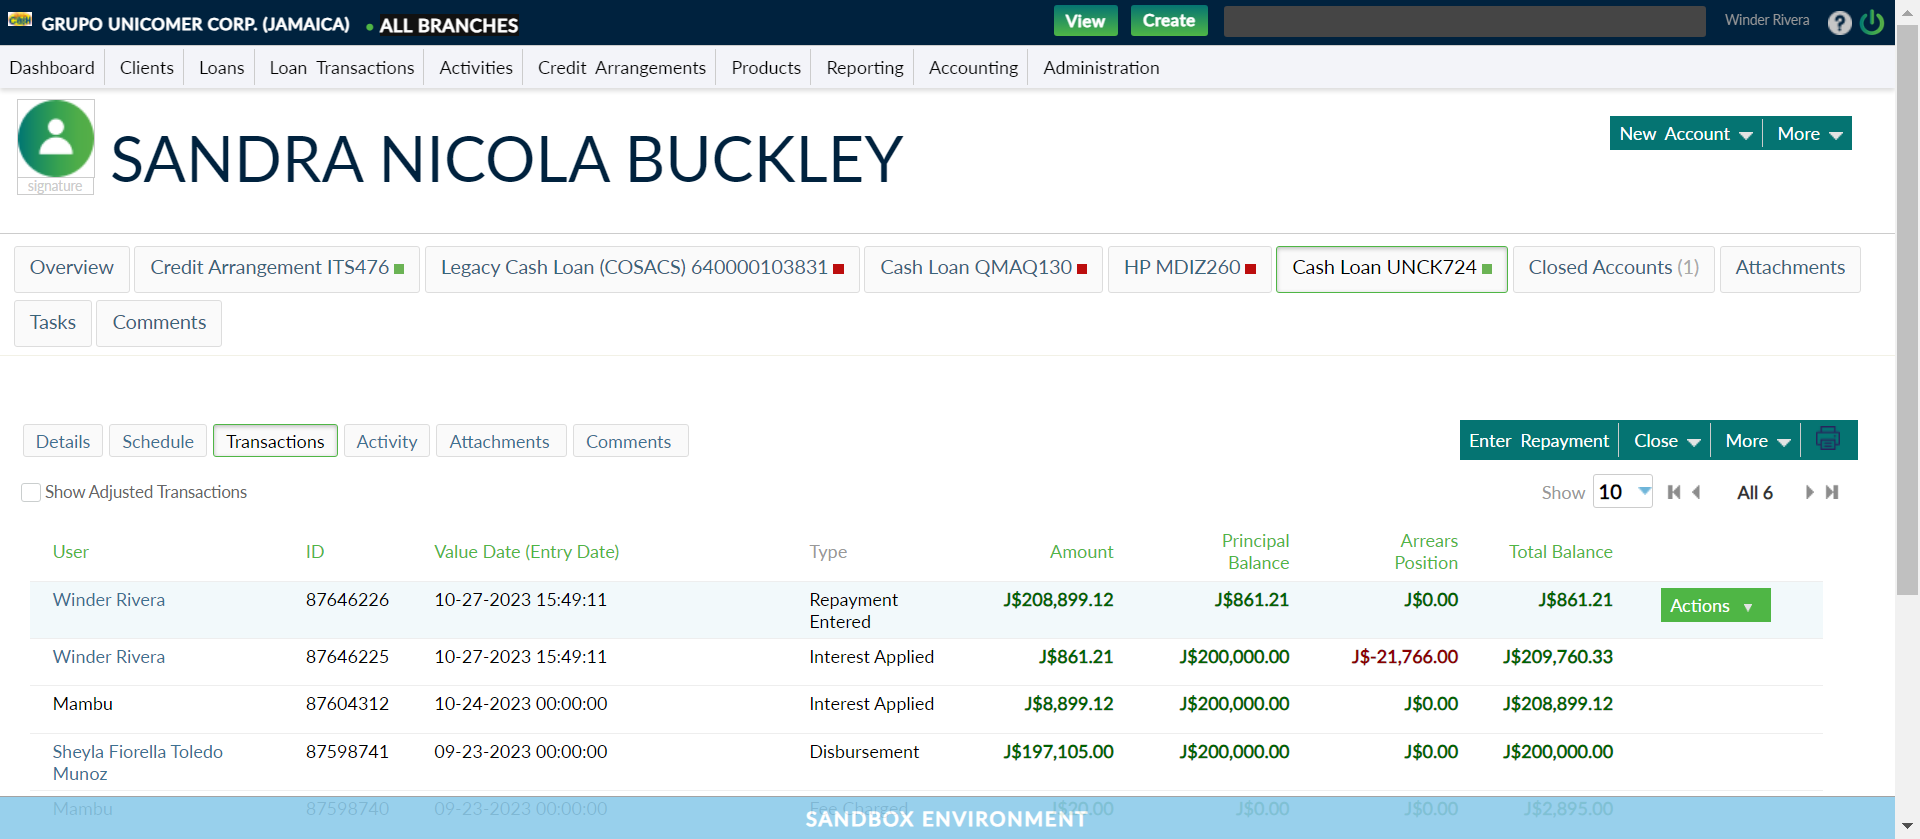 GRUPO UNICOMER CORP. (JAMAICA) • ALL BRANCHES View Create Winder Rivera ?
Dashboard Clients Loans Loan Transactions Activities Credit Arrangements Products Reporting Accounting Administration
SANDRA NICOLA BUCKLEY
signature
New Account More
Overview Credit Arrangement ITS476 Legacy Cash Loan (COSACS) 640000103831 Cash Loan QMAQ130 HP MDIZ260 Cash Loan UNCK724 Closed Accounts (1) Attachments
Tasks Comments
Details Schedule Transactions Activity Attachments Comments Enter Repayment Close More
Show Adjusted Transactions Show 10 All 6
User ID Value Date (Entry Date) Type Amount Principal Balance Arrears Position Total Balance
Winder Rivera 87646226 10-27-2023 15:49:11 Repayment Entered J$208,899.12 J$861.21 J$0.00 J$861.21 Actions
Winder Rivera 87646225 10-27-2023 15:49:11 Interest Applied J$861.21 J$200,000.00 J$-21,766.00 J$209,760.33
Mambu 87604312 10-24-2023 00:00:00 Interest Applied J$8,899.12 J$200,000.00 J$0.00 J$208,899.12
Sheyla Fiorella Toledo Munoz 87598741 09-23-2023 00:00:00 Disbursement J$197,105.00 J$200,000.00 J$0.00 J$200,000.00
Mambu 87598740 09-23-2023 00:00:00 Fee Charged J$20.00 J$0.00 J$0.00 J$2,895.00
SANDBOX ENVIRONMENT